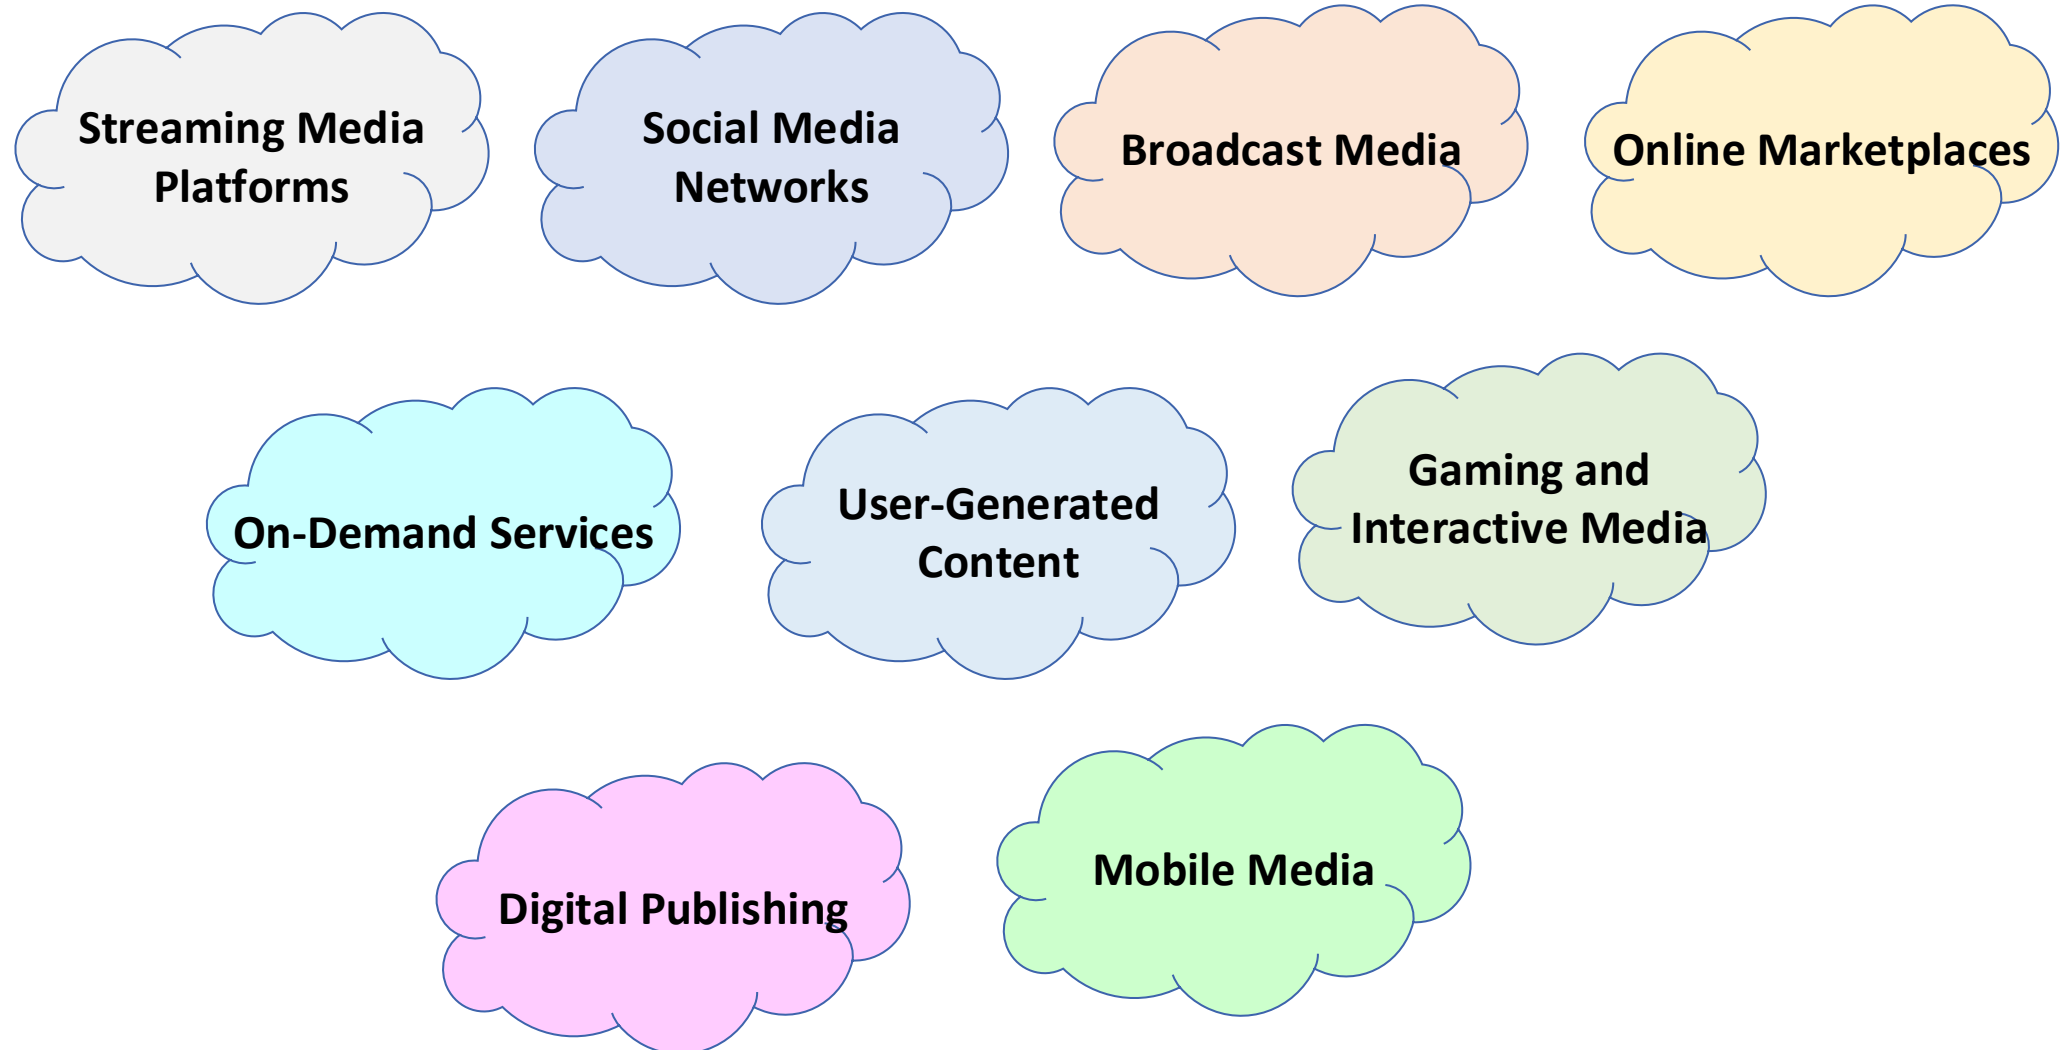 Streaming Media
Platforms
Social Media
Networks
Broadcast Media
Online Marketplaces
On-Demand Services
User-Generated
Content
Gaming and
Interactive Media
Digital Publishing
Mobile Media